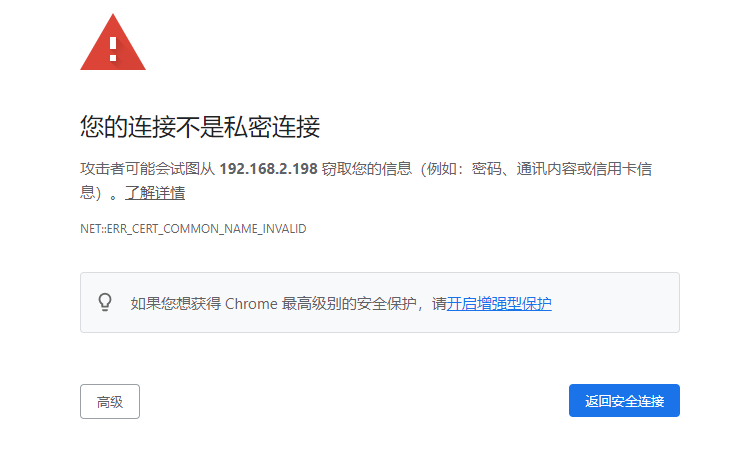 您的连接不是私密连接
攻击者可能会试图从 192.168.2.198 窃取您的信息（例如：密码、通讯内容或信用卡信
息）。了解详情
NET::ERR_CERT_COMMON_NAME_INVALID
如果您想获得 Chrome 最高级别的安全保护，请开启增强型保护
高级
返回安全连接